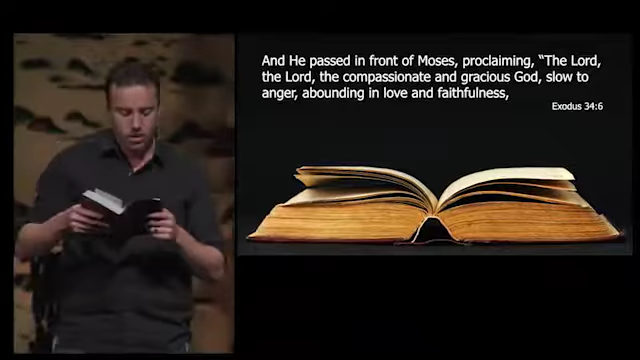 And He passed in front of Moses, proclaiming, “The Lord,
the Lord, the compassionate and gracious God, slow to
anger, abounding in love and faithfulness,
Exodus 34:6